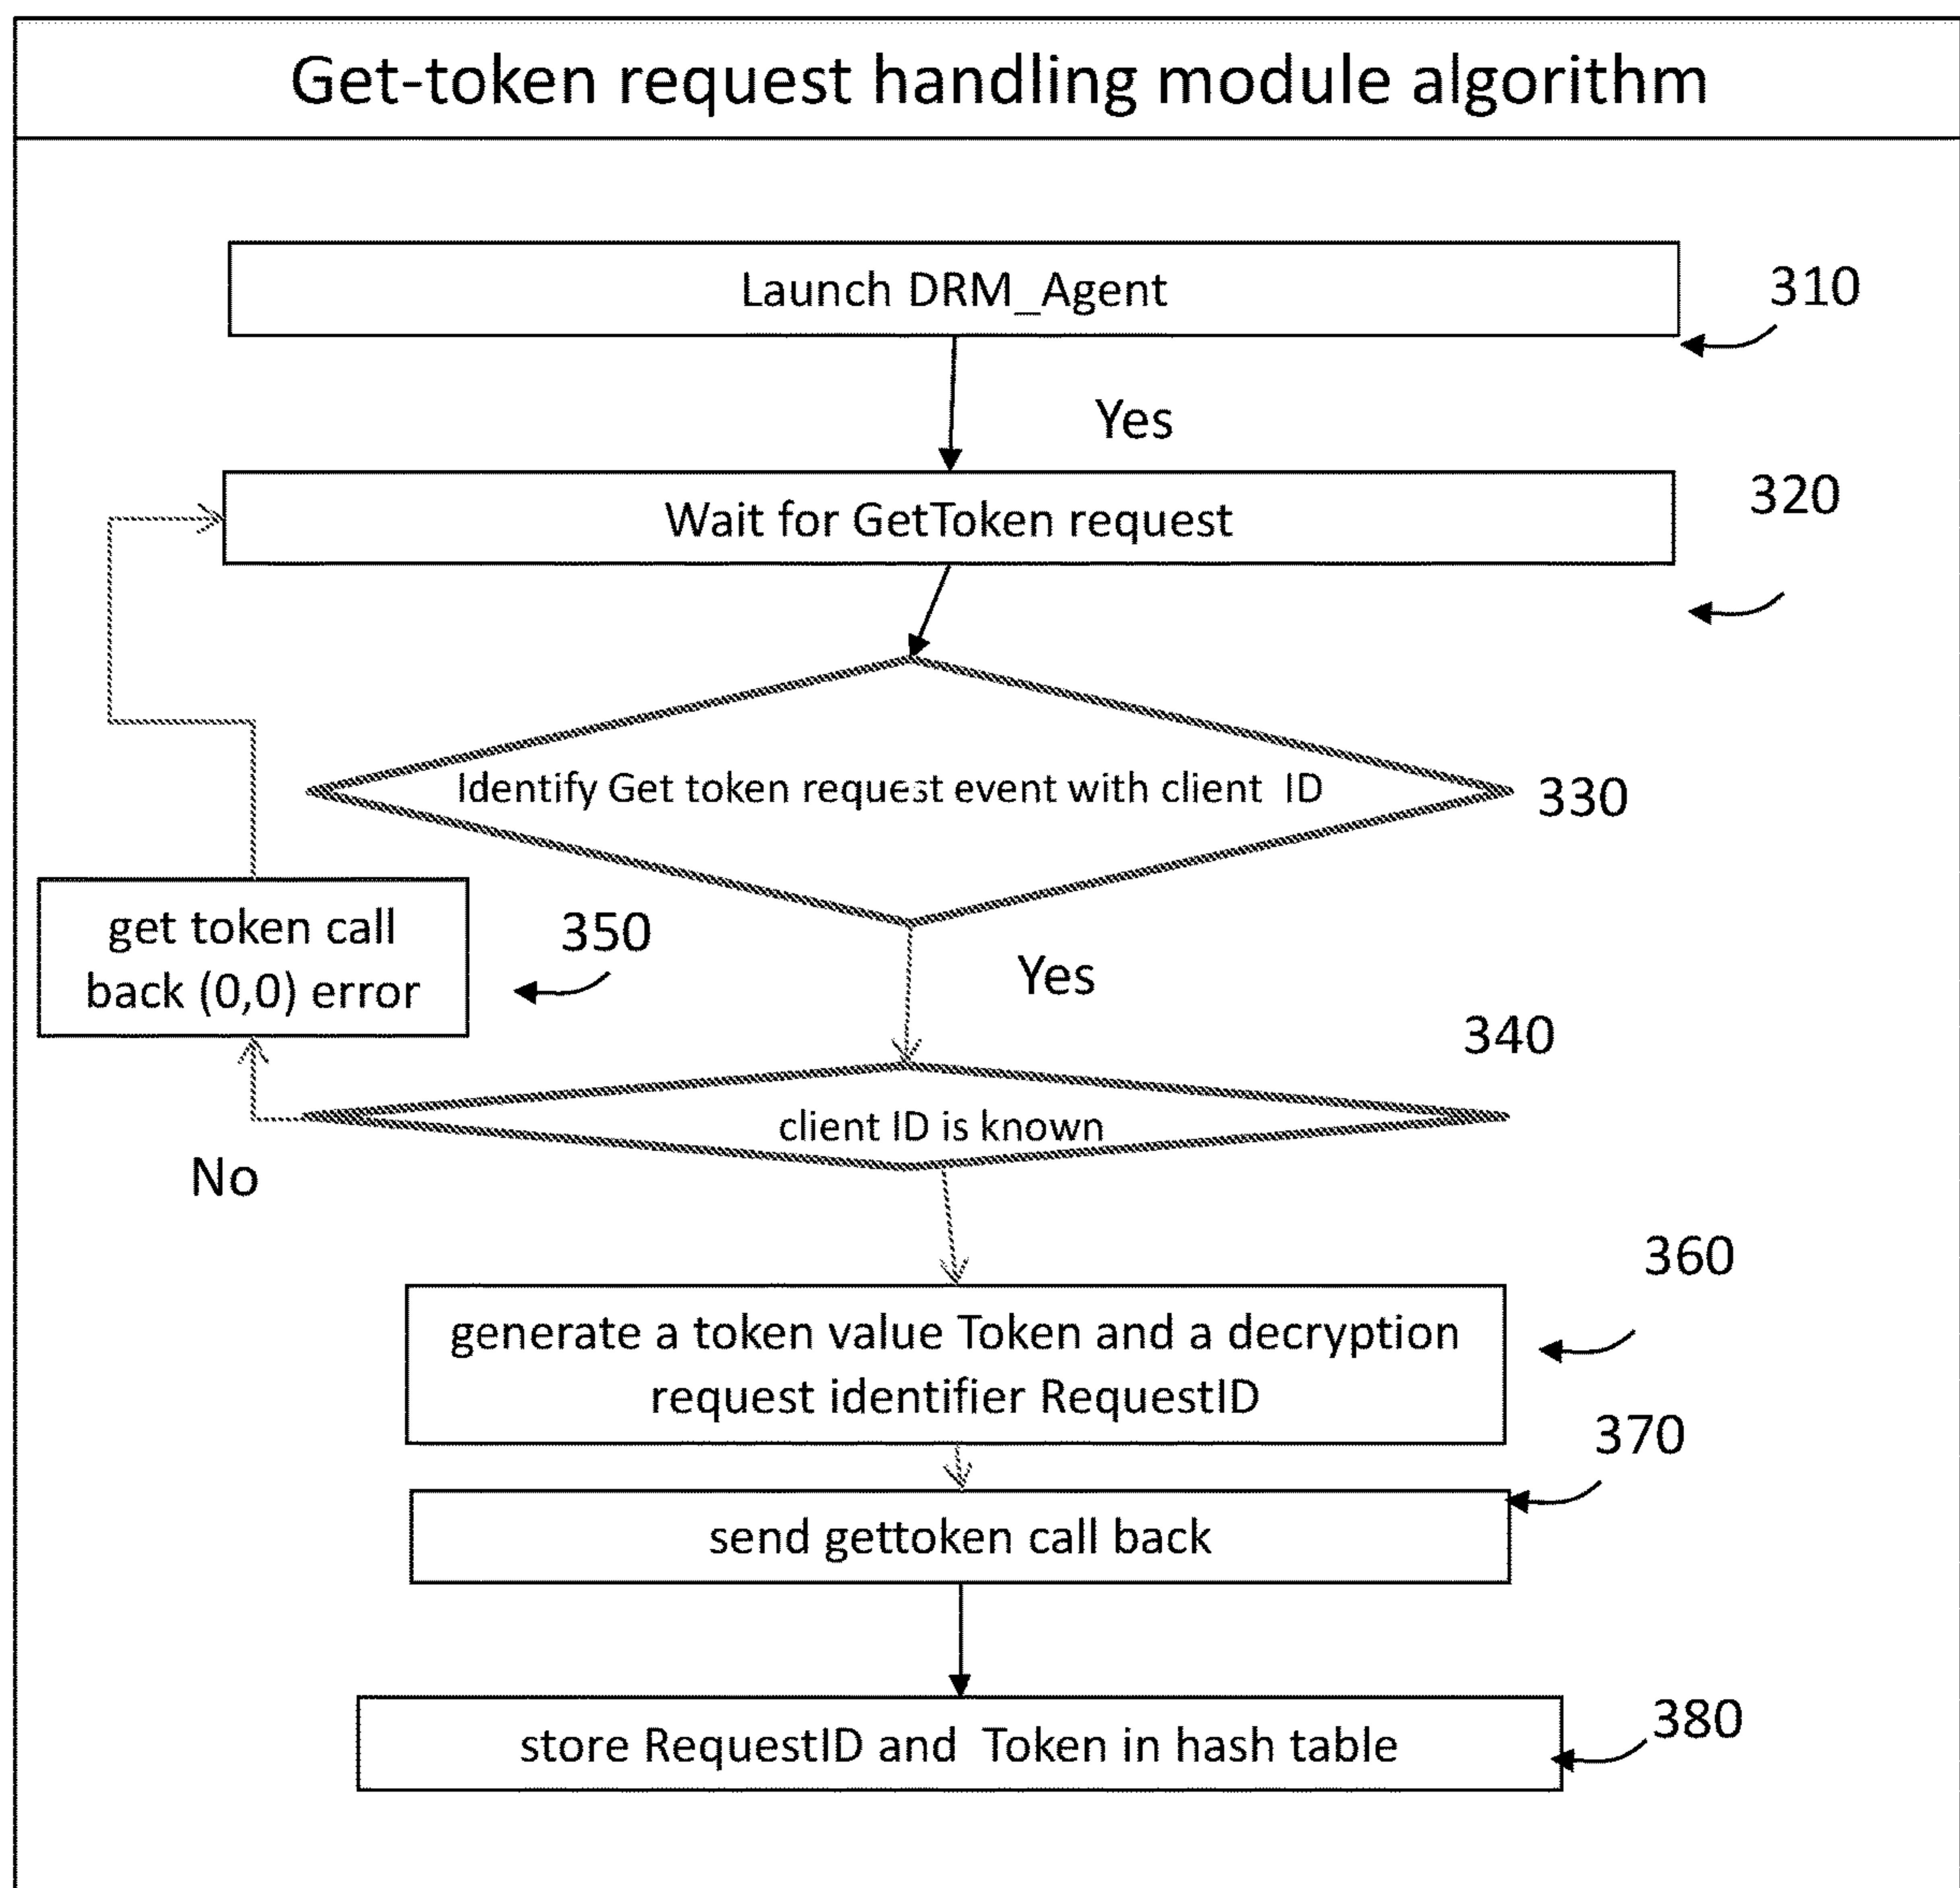 Get-token request handling module algorithm
Launch DRM_Agent
310
Yes
Wait for GetToken request
320
Identify Get token request event with client ID
330
get token call
back (0,0) error
350
Yes
340
client ID is known
No
360
generate a token value Token and a decryption
request identifier RequestID
370
send gettoken call back
store RequestID and Token in hash table
380